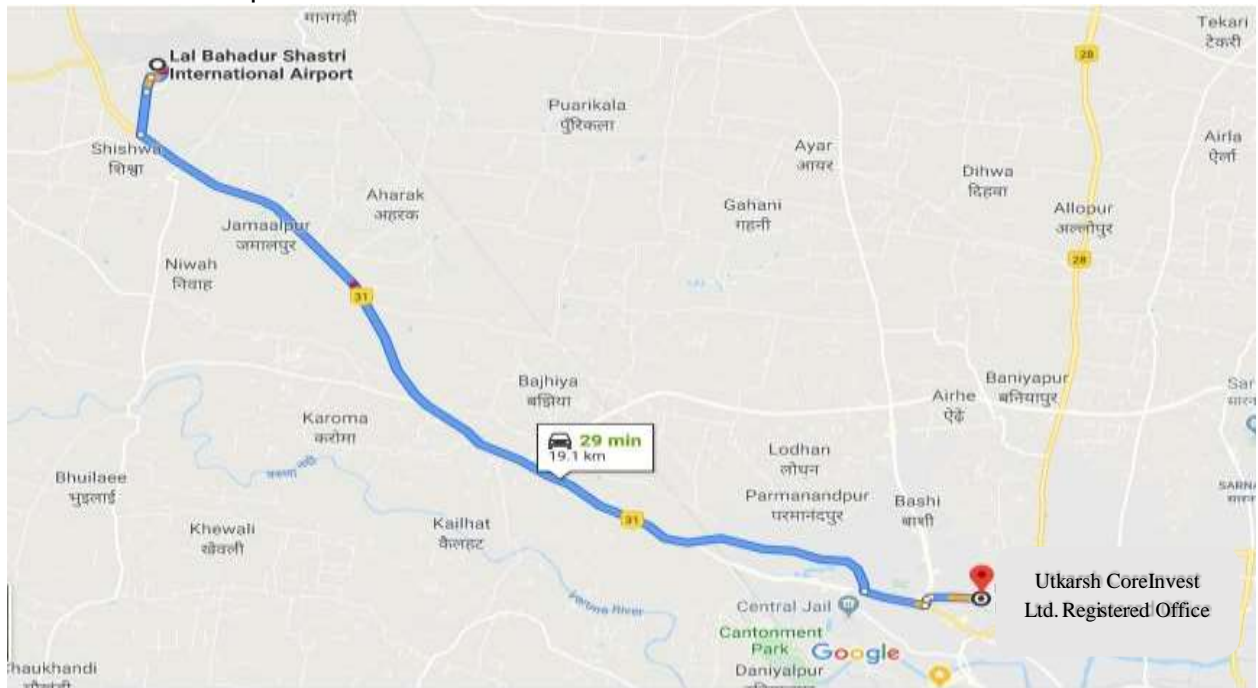 मानगड़ी
Tekari
टेकरी
Lal Bahadur Shastri
International Airport
28
Puarikala
Shishwa
Ayar
आयर
Airla
Dihwa
दिहवा
Aharak
अहरक
Gahani
गहनी
Allopur
अल्लोपुर
Jamaalpur
जमालपुर
Niwah
निवाह
28
31
Bajhiya
बझिया
Baniyapur
बनियापुर
Airhe
ऐढ़े
Karoma
करोमा
29 min
19.1 km
Lodhan
लोधन
Bhuilaee
भुइलाई
Parmanandpur
परमानंदपुर
Bashi
बाशी
Khewali
खेवली
Kailhat
कैलहट
31
Utkarsh CoreInvest
Ltd. Registered Office
Varuna River
Central Jail
Cantonment
Park
Google
Daniyalpur